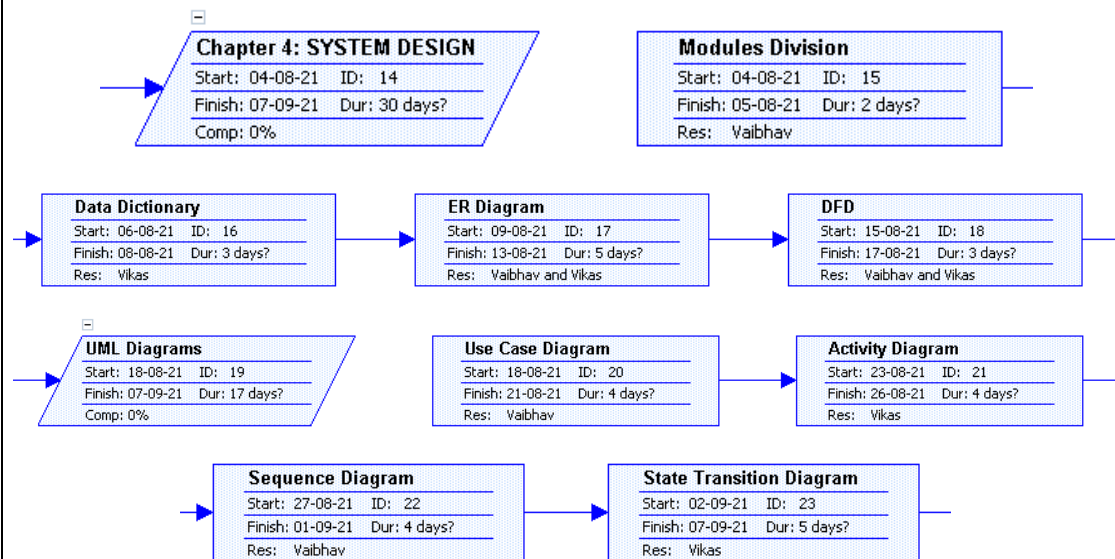 Chapter 4: SYSTEM DESIGN
Start: 04-08-21 ID: 14
Finish: 07-09-21 Dur: 30 days?
Comp: 0%
Modules Division
Start: 04-08-21 ID: 15
Finish: 05-08-21 Dur: 2 days?
Res: Vaibhav
Data Dictionary
Start: 06-08-21 ID: 16
Finish: 08-08-21 Dur: 3 days?
Res: Vikas
ER Diagram
Start: 09-08-21 ID: 17
Finish: 13-08-21 Dur: 5 days?
Res: Vaibhav and Vikas
DFD
Start: 15-08-21 ID: 18
Finish: 17-08-21 Dur: 3 days?
Res: Vaibhav and Vikas
UML Diagrams
Start: 18-08-21 ID: 19
Finish: 07-09-21 Dur: 17 days?
Comp: 0%
Use Case Diagram
Start: 18-08-21 ID: 20
Finish: 21-08-21 Dur: 4 days?
Res: Vaibhav
Activity Diagram
Start: 23-08-21 ID: 21
Finish: 26-08-21 Dur: 4 days?
Res: Vikas
Sequence Diagram
Start: 27-08-21 ID: 22
Finish: 01-09-21 Dur: 4 days?
Res: Vaibhav
State Transition Diagram
Start: 02-09-21 ID: 23
Finish: 07-09-21 Dur: 5 days?
Res: Vikas